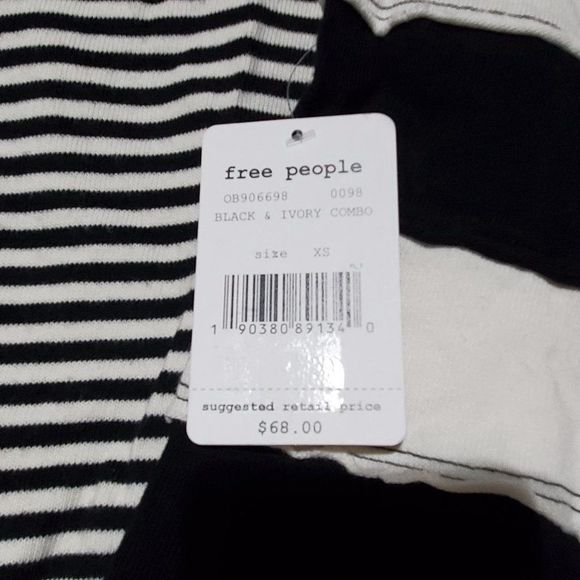 free people
OB906698 0098
BLACK & IVORY COMBO
size XS
1 90380 89134 0
suggested retail price
$68.00